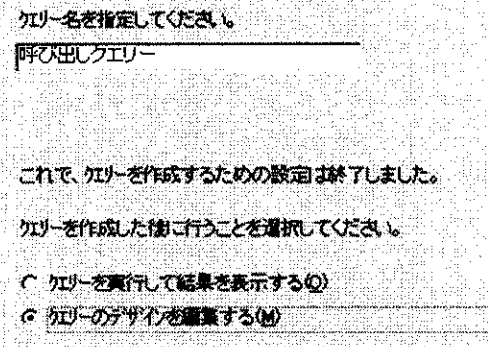 ｸｴﾘｰ名を指定してください。
呼び出しクエリー
これで、ｸｴﾘｰを作成するための設定は終了しました。
ｸｴﾘｰを作成した後に行うことを選択してください。
ｸｴﾘｰを実行して結果を表示する(O)
ｸｴﾘｰのﾃﾞｻﾞｲﾝを編集する(M)